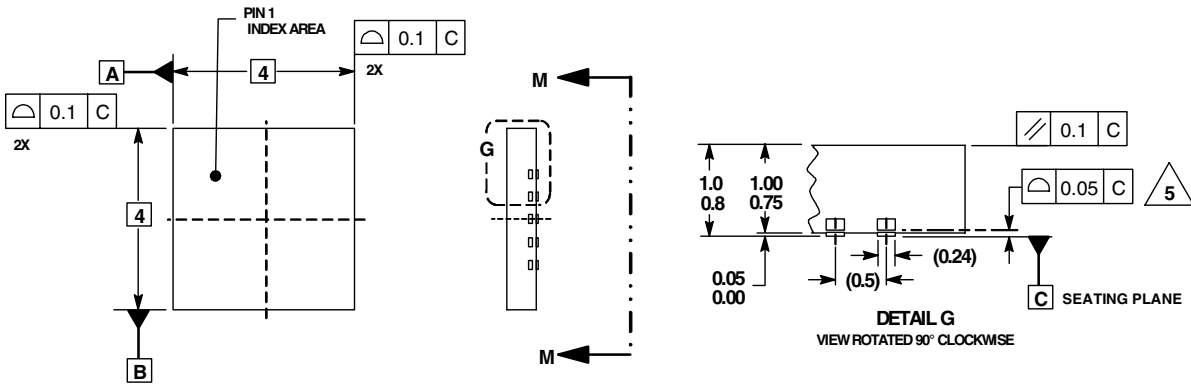 PIN 1
INDEX AREA
0.1 C
2X
A
4
0.1 C
2X
4
B
G
M
M
// 0.1 C
0.05 C
5
1.0
0.8
1.00
0.75
0.05
0.00
(0.5)
(0.24)
C SEATING PLANE
DETAIL G
VIEW ROTATED 90° CLOCKWISE